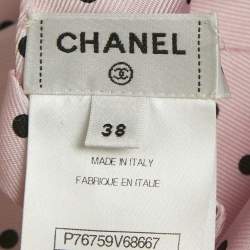 CHANEL
38
MADE IN ITALY
FABRIQUE EN ITALIE
P76759V68667